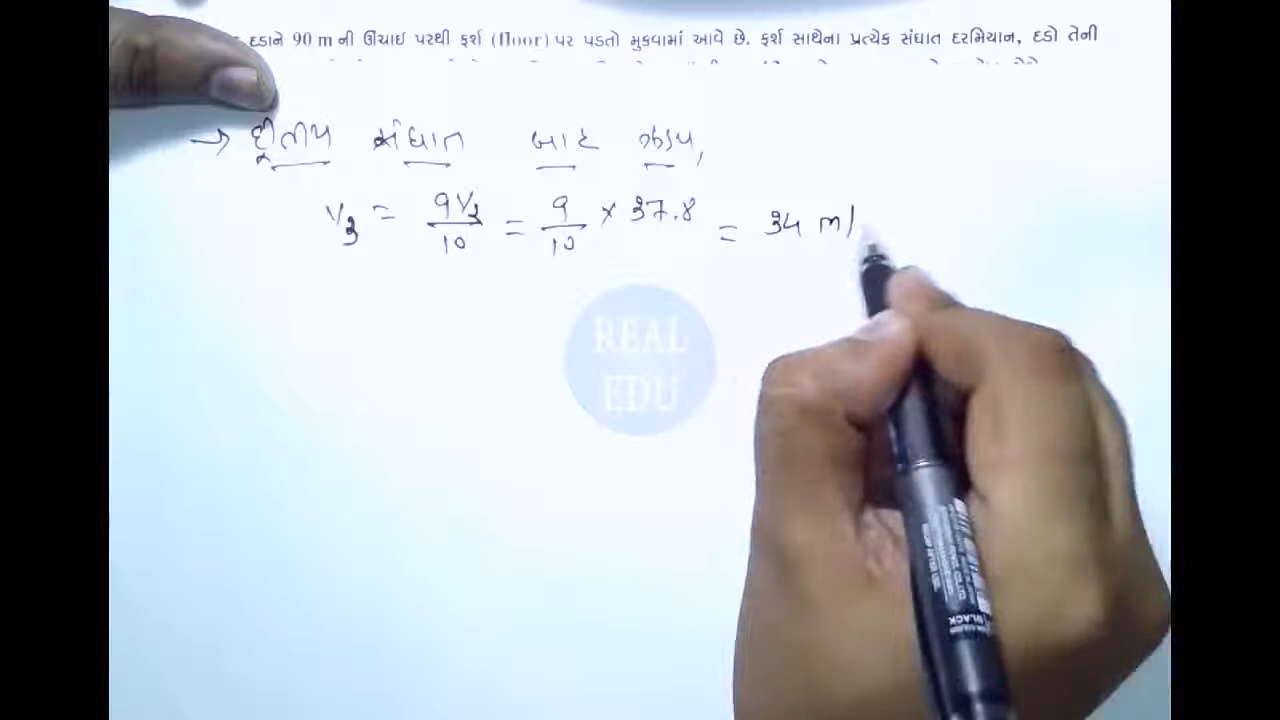 દડાને 90 m ની ઊંચાઇ પરથી ફર્શ (floor) પર પડતો મુકવામાં આવે છે. ફર્શ સાથેના પ્રત્યેક સંઘાત દરમિયાન, દડો તેની
→ દ્વિતીય સંઘાત બાદ ઝડપ,
V₃ = 9V₂/10 = 9/10 × 37.8 = 34 m/
REAL
EDU
BLACK